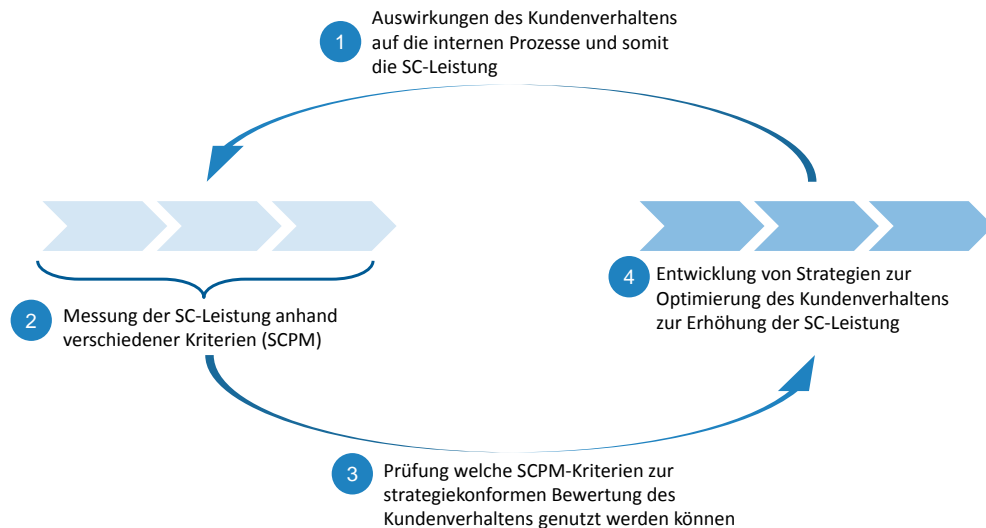 1
Auswirkungen des Kundenverhaltens
auf die internen Prozesse und somit
die SC-Leistung
2
Messung der SC-Leistung anhand
verschiedener Kriterien (SCPM)
3
Prüfung welche SCPM-Kriterien zur
strategiekonformen Bewertung des
Kundenverhaltens genutzt werden können
4
Entwicklung von Strategien zur
Optimierung des Kundenverhaltens
zur Erhöhung der SC-Leistung